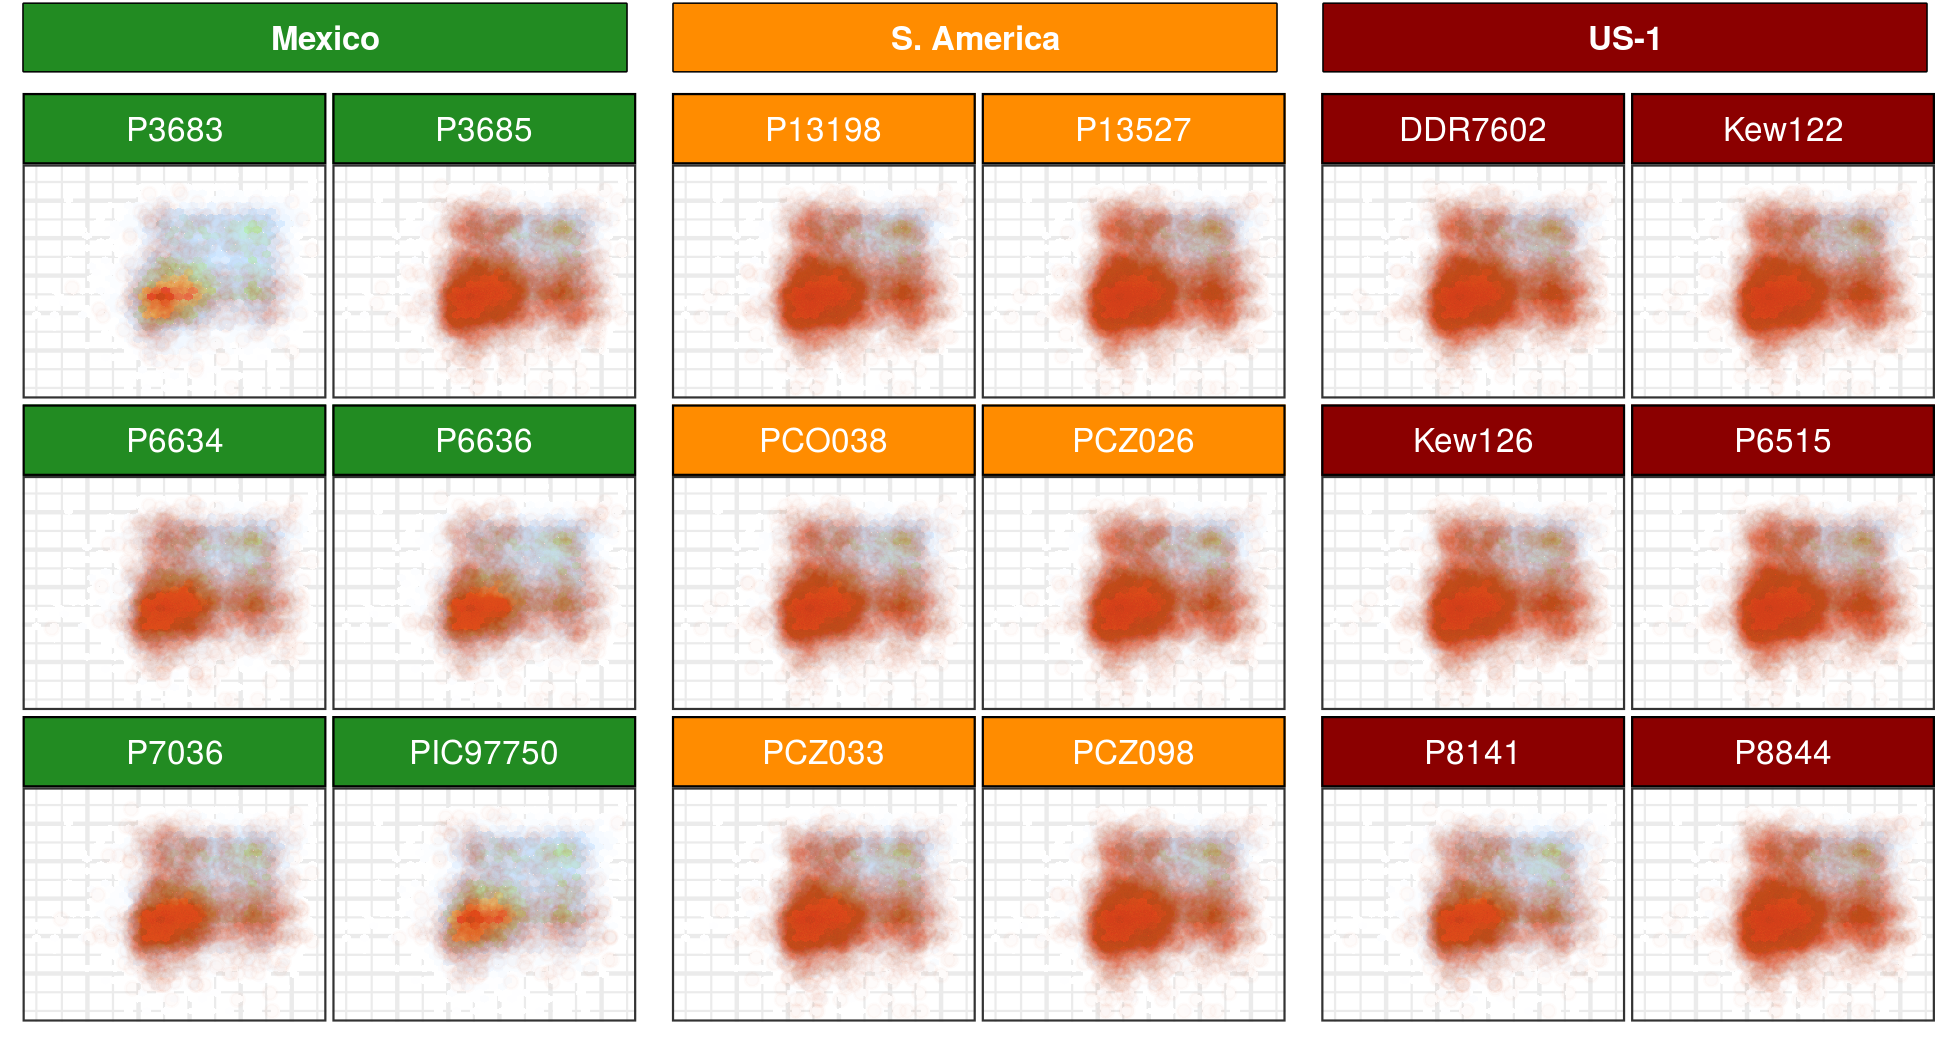 Mexico
S. America
US-1
P3683
P3685
P13198
P13527
DDR7602
Kew122
P6634
P6636
PCO038
PCZ026
Kew126
P6515
P7036
PIC97750
PCZ033
PCZ098
P8141
P8844